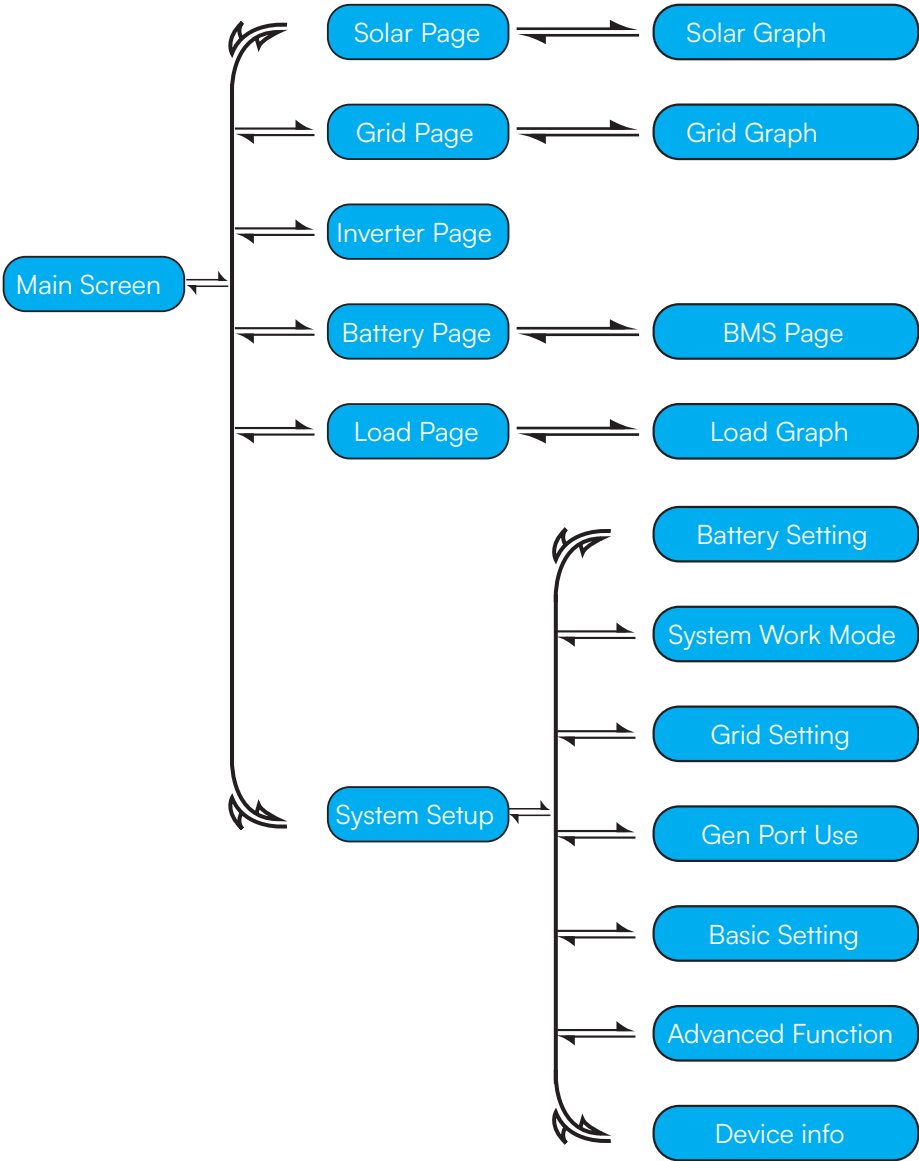 Solar Page
Solar Graph
Grid Page
Grid Graph
Inverter Page
Main Screen
Battery Page
BMS Page
Load Page
Load Graph
Battery Setting
System Work Mode
Grid Setting
System Setup
Gen Port Use
Basic Setting
Advanced Function
Device info